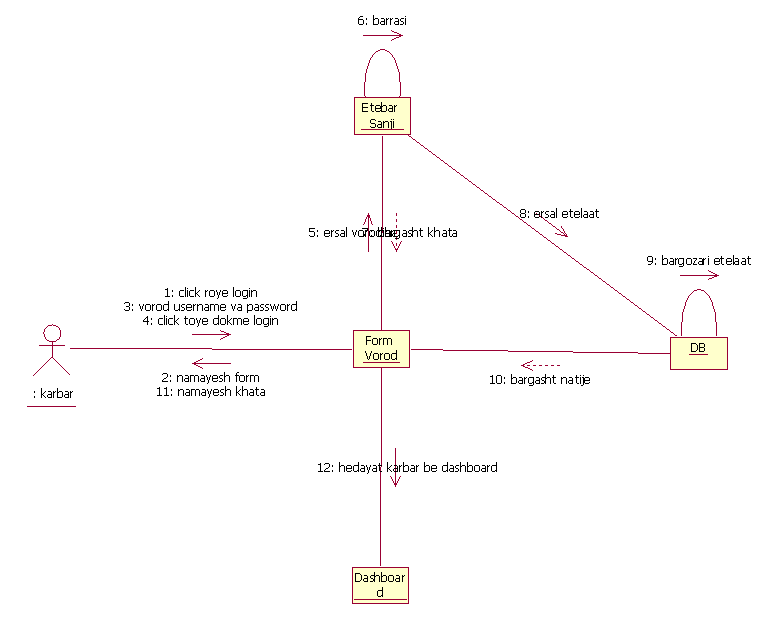 6: barrasi
Etebar
Sanji
8: ersal etelaat
5: ersal vorodhe
7: bargasht khata
9: bargozari etelaat
1: click roye login
3: vorod username va password
4: click toye dokme login
Form
Vorod
DB
2: namayesh form
11: namayesh khata
10: bargasht natije
: karbar
12: hedayat karbar be dashboard
Dashboar
d